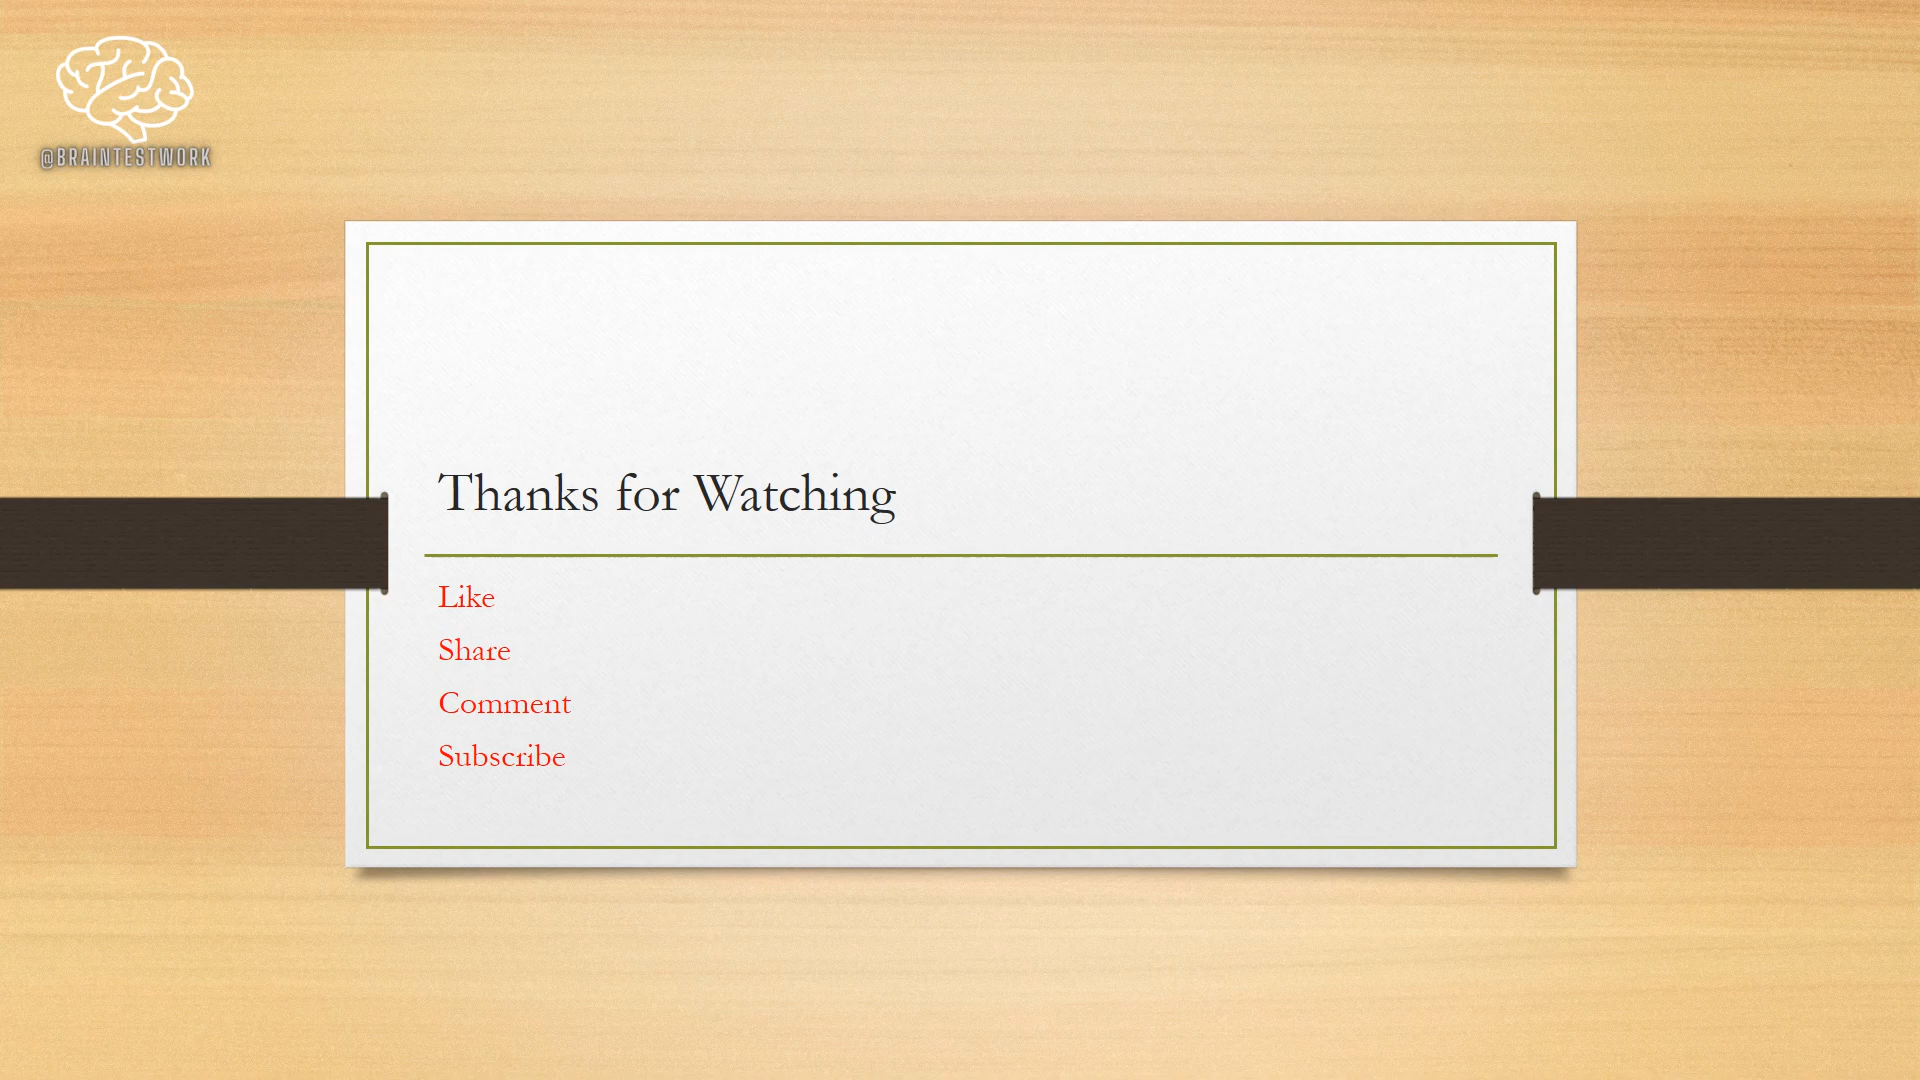 @BRAINTESTWORK
Thanks for Watching
Like
Share
Comment
Subscribe